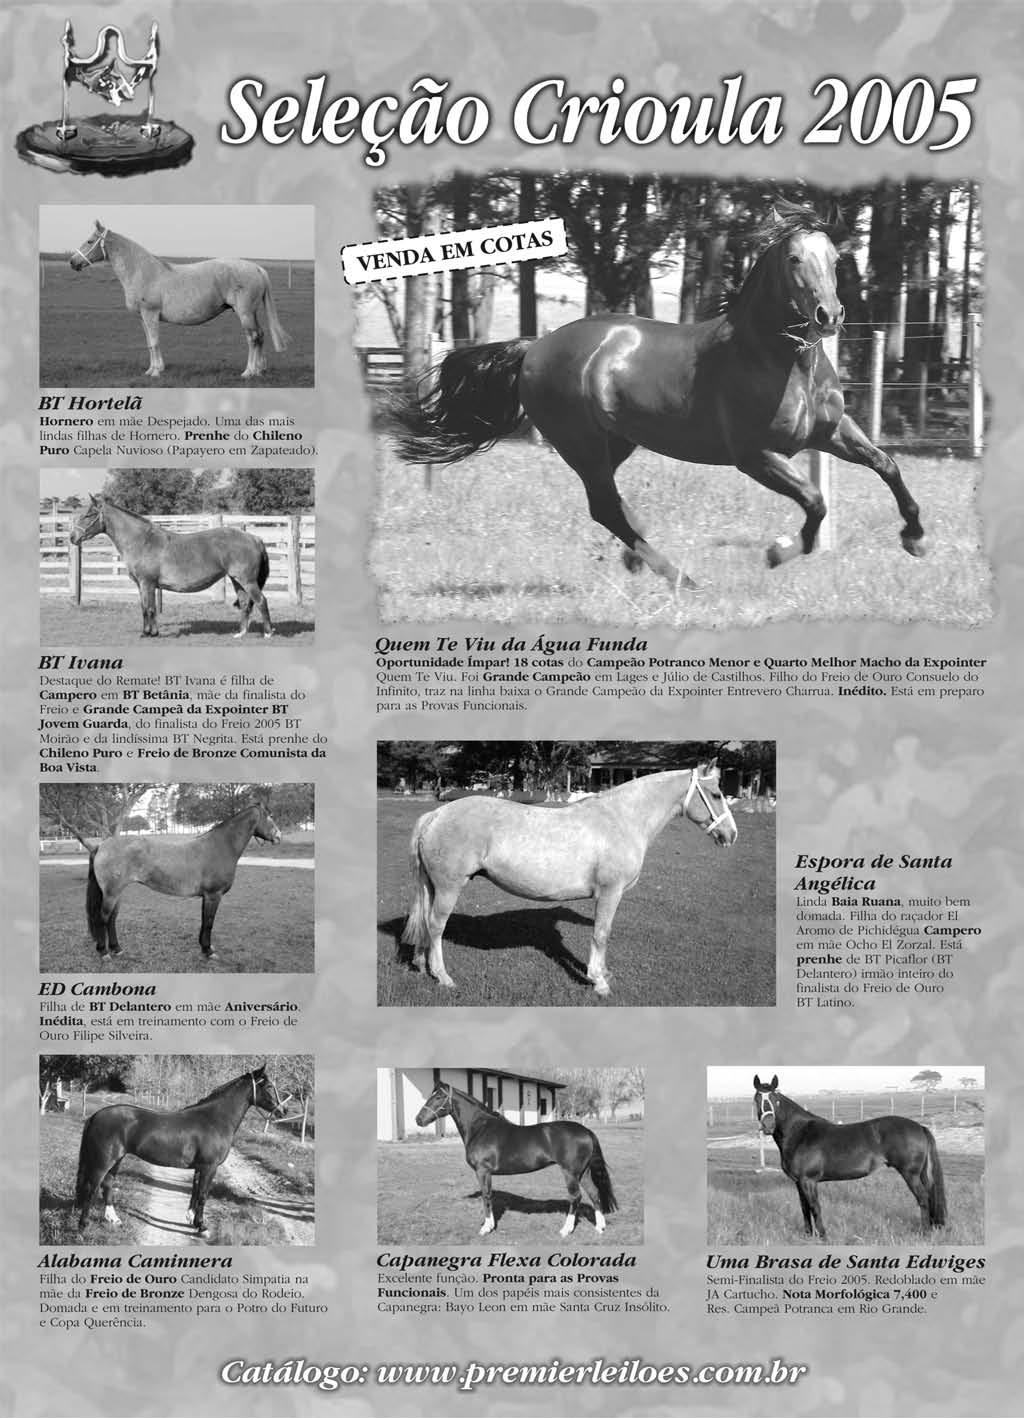 Seleção Crioula 2005
VENDA EM COTAS
BT Hortelã
Hornero em mãe Despejado. Uma das mais
lindas filhas de Hornero. Prenhe do Chileno
Puro Capela Nuvioso (Papayero em Zapateado).
BT Ivana
Destaque do Remate! BT Ivana é filha de
Campero em BT Betânia, mãe da finalista do
Freio e Grande Campeã da Expointer BT
Jovem Guarda, do finalista do Freio 2005 BT
Moirão e da lindíssima BT Negrita. Está prenhe do
Chileno Puro e Freio de Bronze Comunista da
Boa Vista.
ED Cambona
Filha de BT Delantero em mãe Aniversário.
Inédita, está em treinamento com o Freio de
Ouro Filipe Silveira.
Alabama Caminnera
Filha do Freio de Ouro Candidato Simpatia na
mãe da Freio de Bronze Dengosa do Rodeio.
Domada e em treinamento para o Potro do Futuro
e Copa Querência.
Quem Te Viu da Água Funda
Oportunidade Ímpar! 18 cotas do Campeão Potranco Menor e Quarto Melhor Macho da Expointer
Quem Te Viu. Foi Grande Campeão em Lages e Júlio de Castilhos. Filho do Freio de Ouro Consuelo do
Infinito, traz na linha baixa o Grande Campeão da Expointer Entrevero Charrua. Inédito. Está em preparo
para as Provas Funcionais.
Espora de Santa
Angélica
Linda Baia Ruana, muito bem
domada. Filha do raçador El
Aromo de Pichidégua Campero
em mãe Ocho El Zorzal. Está
prenhe de BT Picaflor (BT
Delantero) irmão inteiro do
finalista do Freio de Ouro
BT Latino.
Capanegra Flexa Colorada
Excelente função. Pronta para as Provas
Funcionais. Um dos papéis mais consistentes da
Capanegra: Bayo Leon em mãe Santa Cruz Insólito.
Uma Brasa de Santa Edwiges
Semi-Finalista do Freio 2005. Redoblado em mãe
JA Cartucho. Nota Morfológica 7,400 e
Res. Campeã Potranca em Rio Grande.
Catálogo: www.premierleiloes.com.br